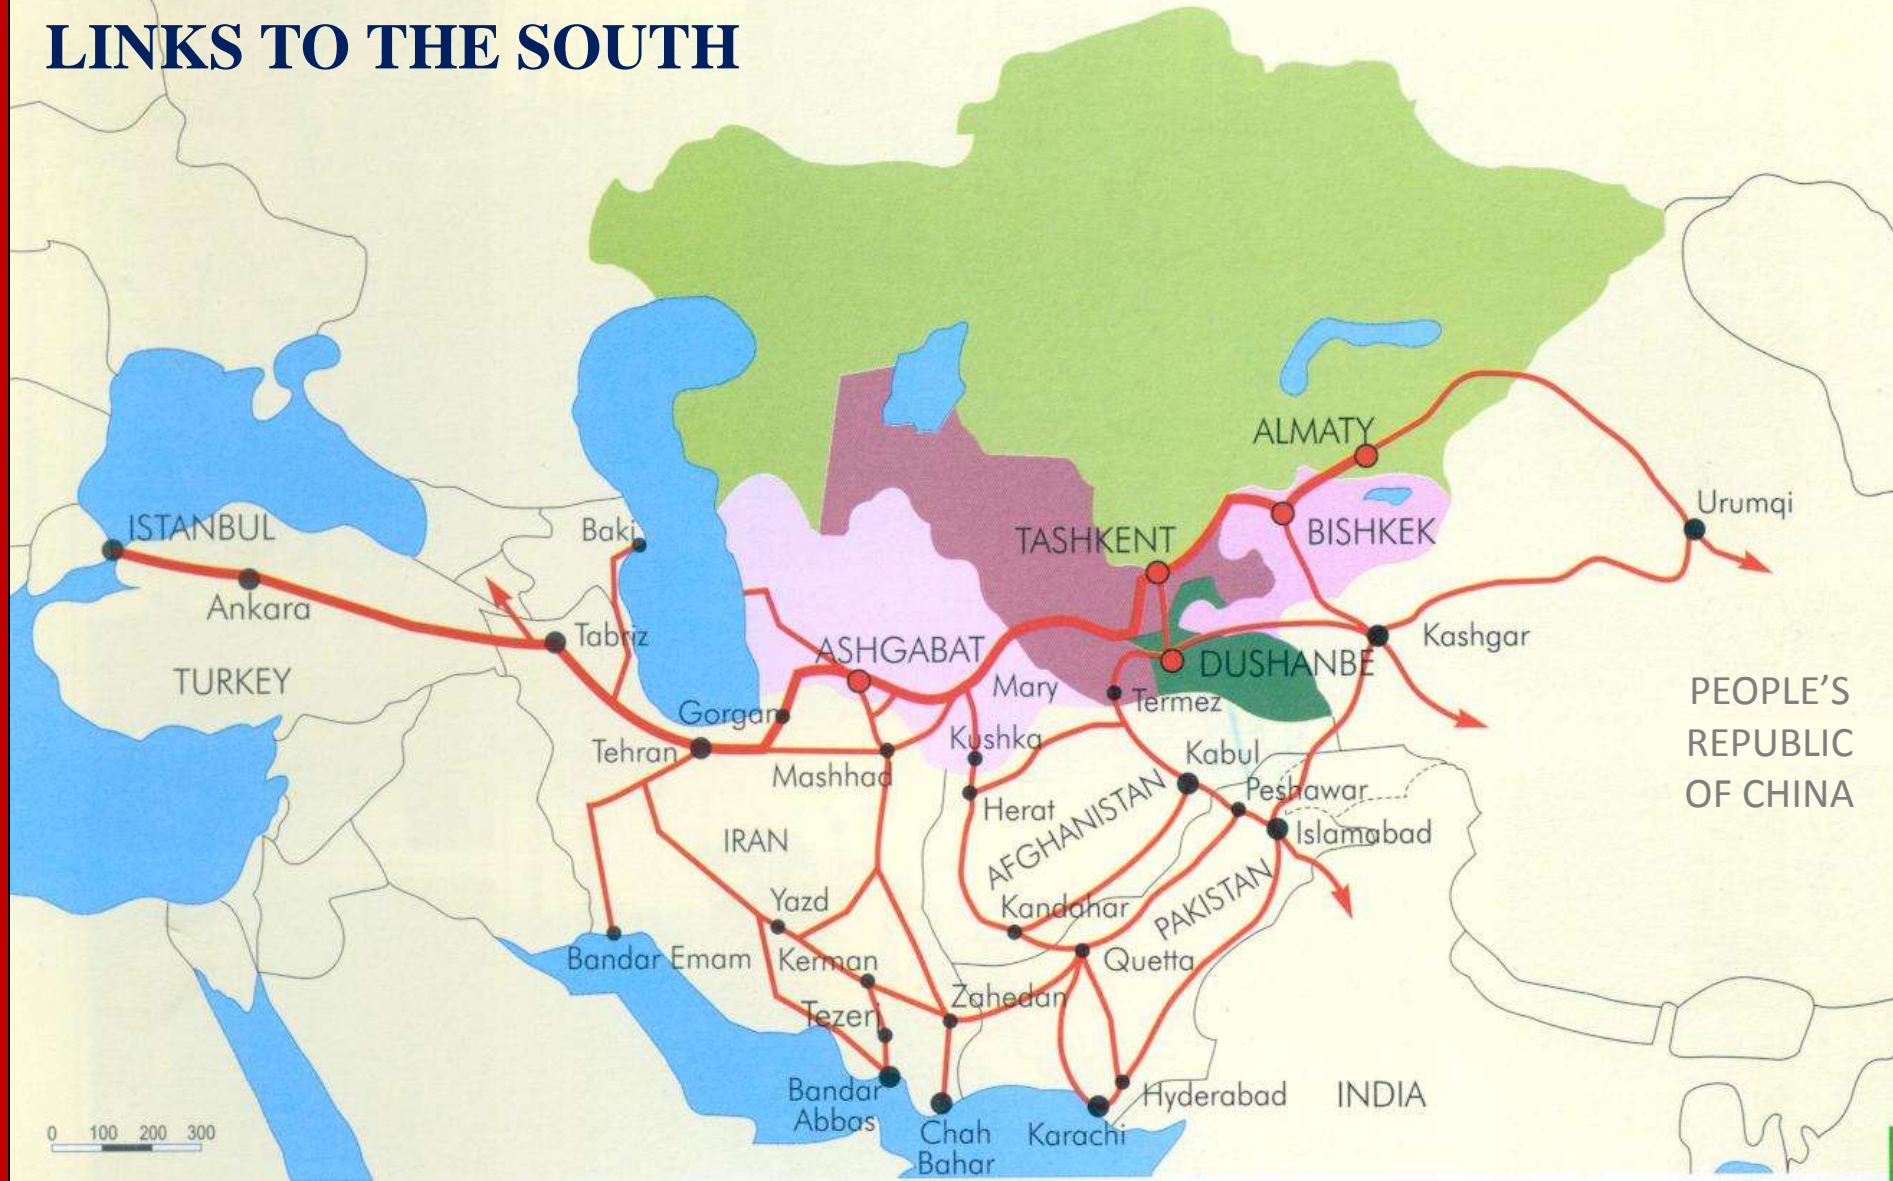 LINKS TO THE SOUTH
ALMATY
Urumqi
ISTANBUL
Baki
TASHKENT
BISHKEK
Ankara
Tabriz
Kashgar
ASHGABAT
DUSHANBE
TURKEY
Mary
Termez
PEOPLE'S
REPUBLIC
OF CHINA
Gorgan
Tehran
Kushka
Kabul
Mashhad
Peshawar
Herat
AFGHANISTAN
IRAN
Islamabad
Yazd
Kandahar
PAKISTAN
Bandar Emam
Kerman
Quetta
Zahedan
Tezerj
Bandar
Abbas
Hyderabad
INDIA
Chah
Bahar
Karachi
0 100 200 300